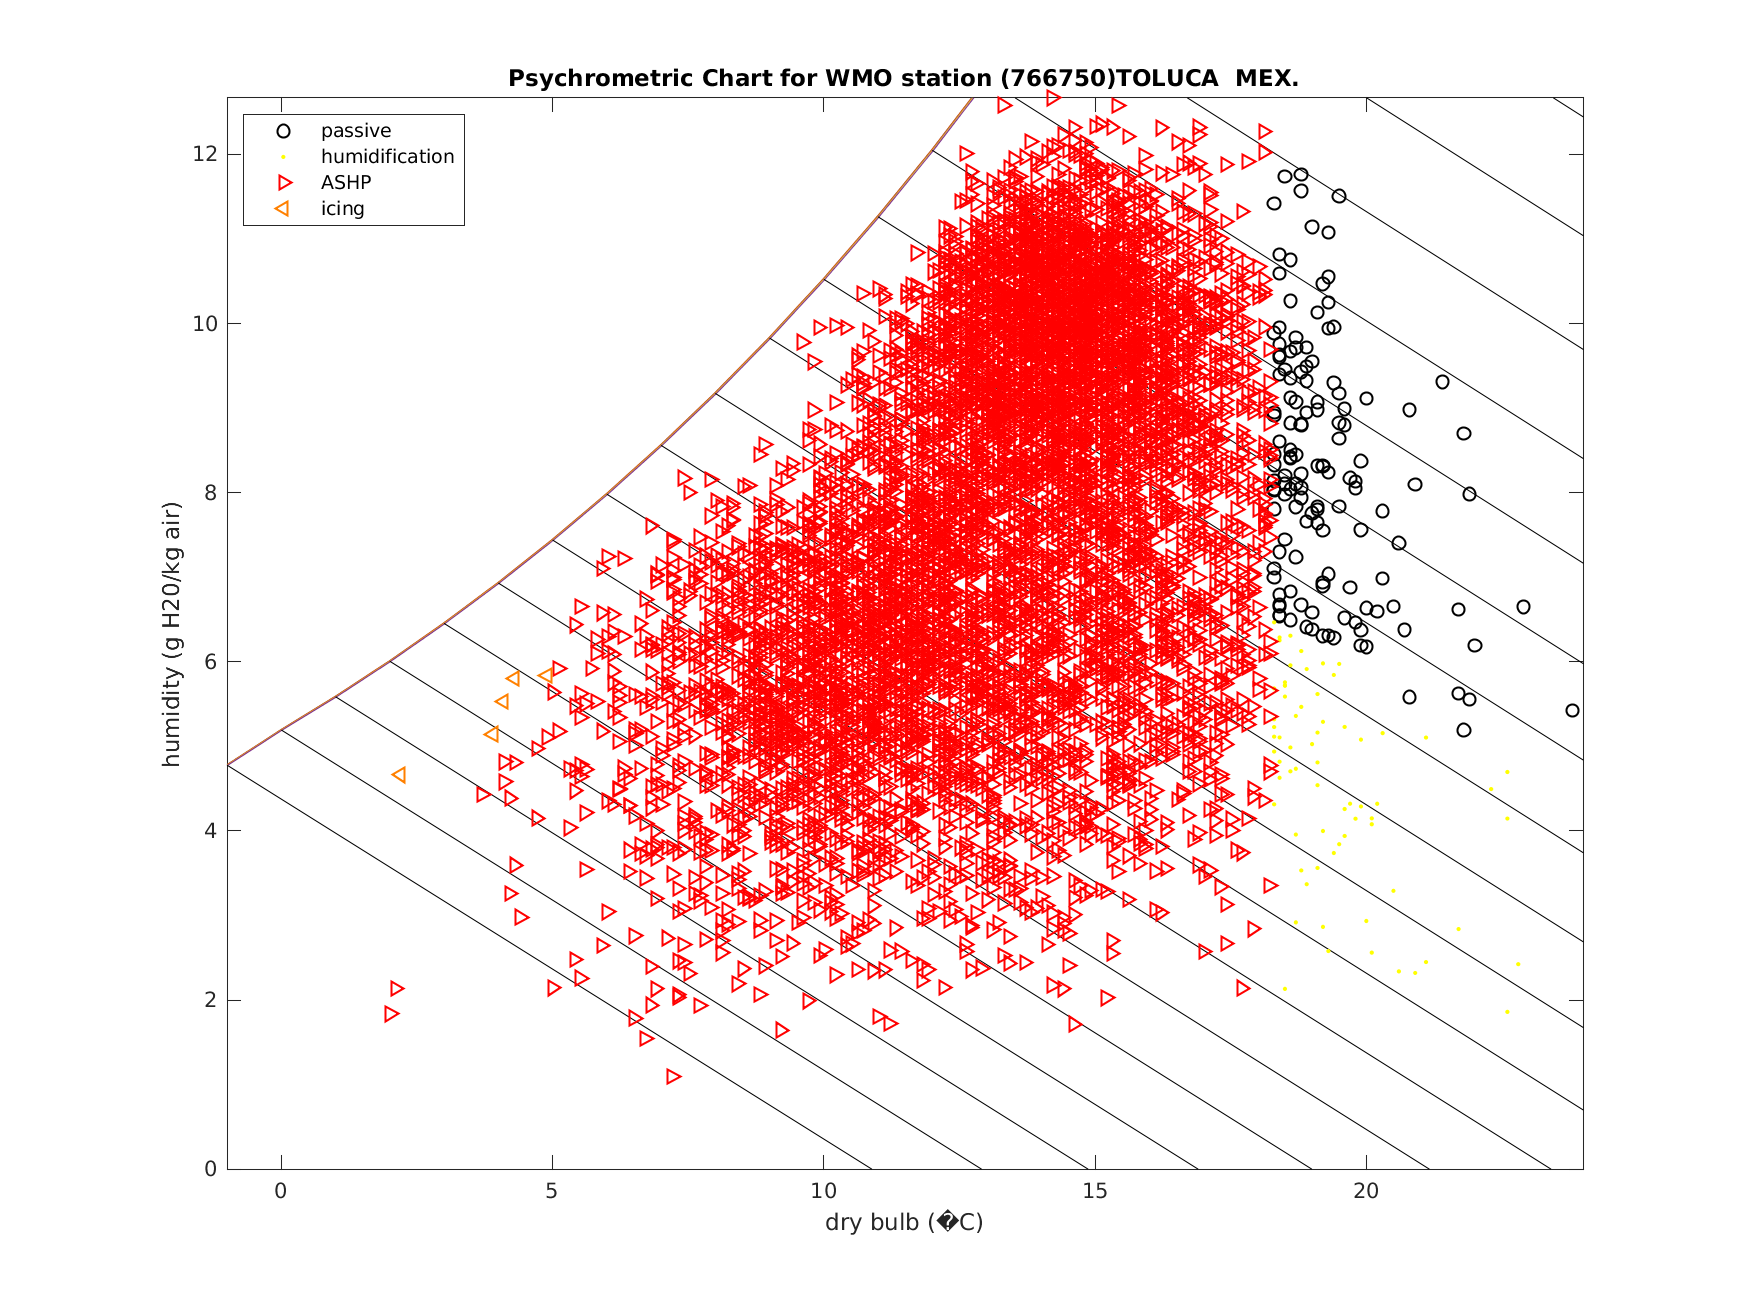 Psychrometric Chart for WMO station (766750)TOLUCA  MEX.
passive
humidification
ASHP
icing
12
10
8
6
4
2
0
humidity (g H20/kg air)
0 5 10 15 20
dry bulb (�C)